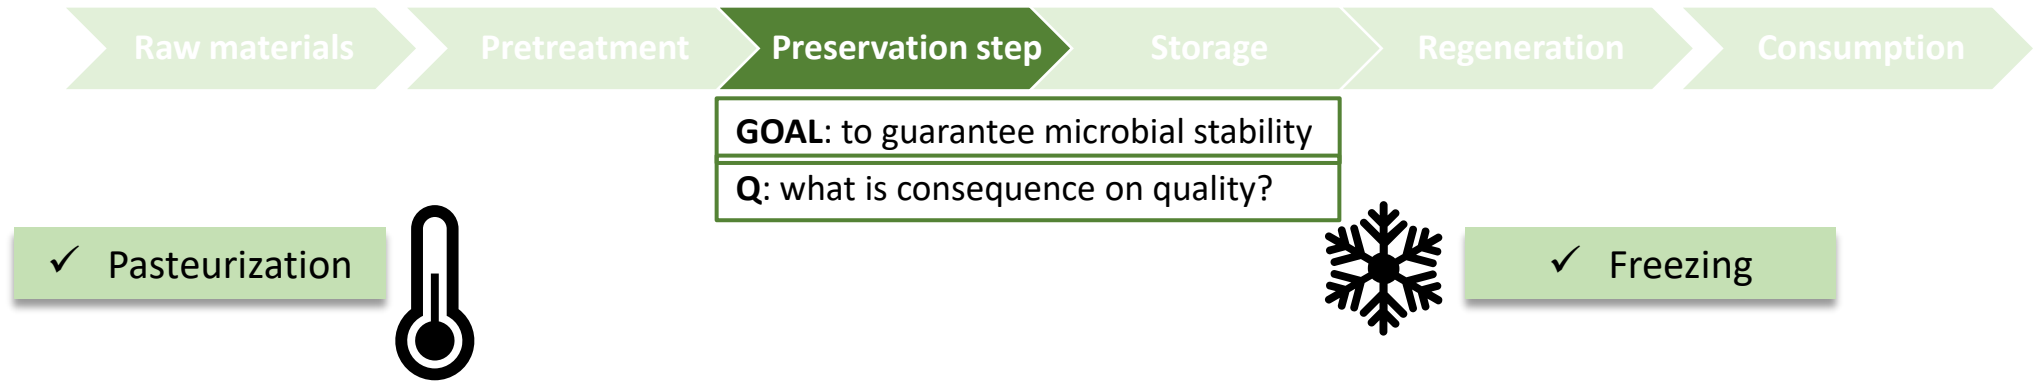 Raw materials
Pretreatment
Preservation step
Storage
Regeneration
Consumption
GOAL: to guarantee microbial stability
Q: what is consequence on quality?
✓ Pasteurization
✓ Freezing